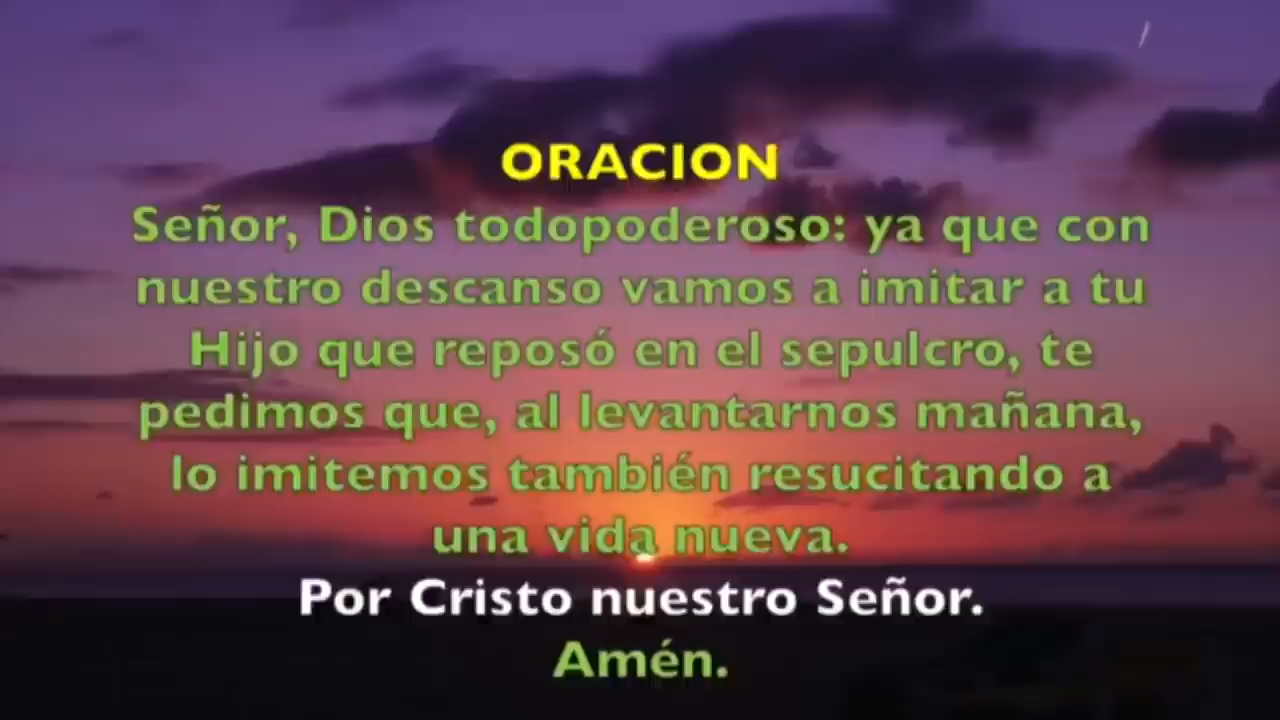 ORACION
Señor, Dios todopoderoso: ya que con
nuestro descanso vamos a imitar a tu
Hijo que reposó en el sepulcro, te
pedimos que, al levantarnos mañana,
lo imitemos también resucitando a
una vida nueva.
Por Cristo nuestro Señor.
Amén.